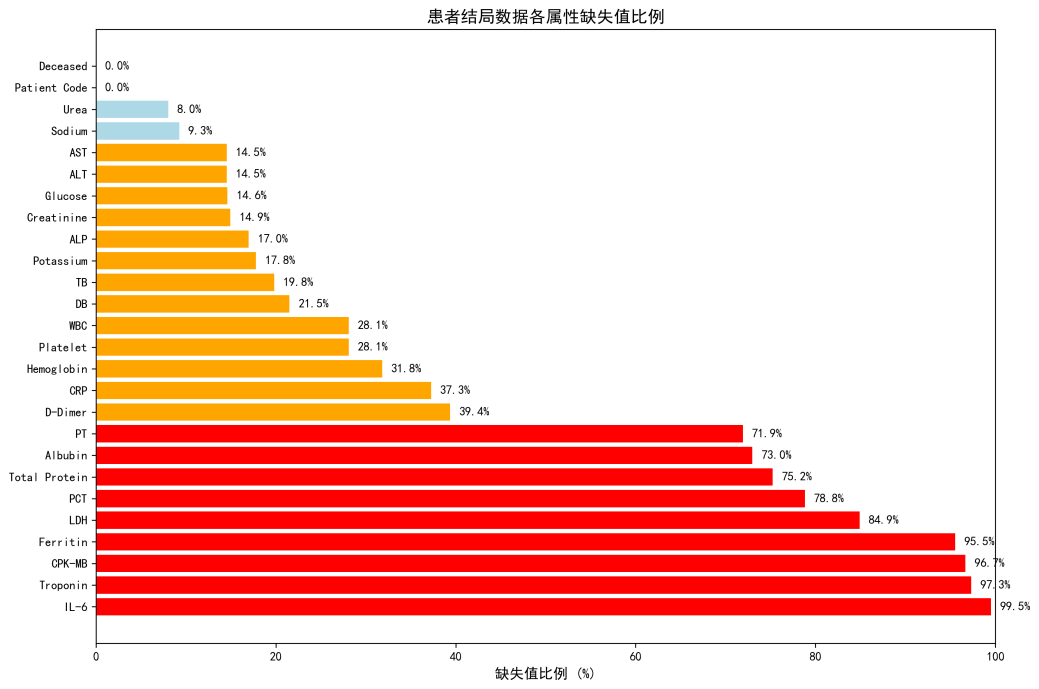 患者结局数据各属性缺失值比例
Deceased 0.0%
Patient Code 0.0%
Urea 8.0%
Sodium 9.3%
AST 14.5%
ALT 14.5%
Glucose 14.6%
Creatinine 14.9%
ALP 17.0%
Potassium 17.8%
TB 19.8%
DB 21.5%
WBC 28.1%
Platelet 28.1%
Hemoglobin 31.8%
CRP 37.3%
D-Dimer 39.4%
PT 71.9%
Albubin 73.0%
Total Protein 75.2%
PCT 78.8%
LDH 84.9%
Ferritin 95.5%
CPK-MB 96.7%
Troponin 97.3%
IL-6 99.5%
0 20 40 60 80 100
缺失值比例 (%)